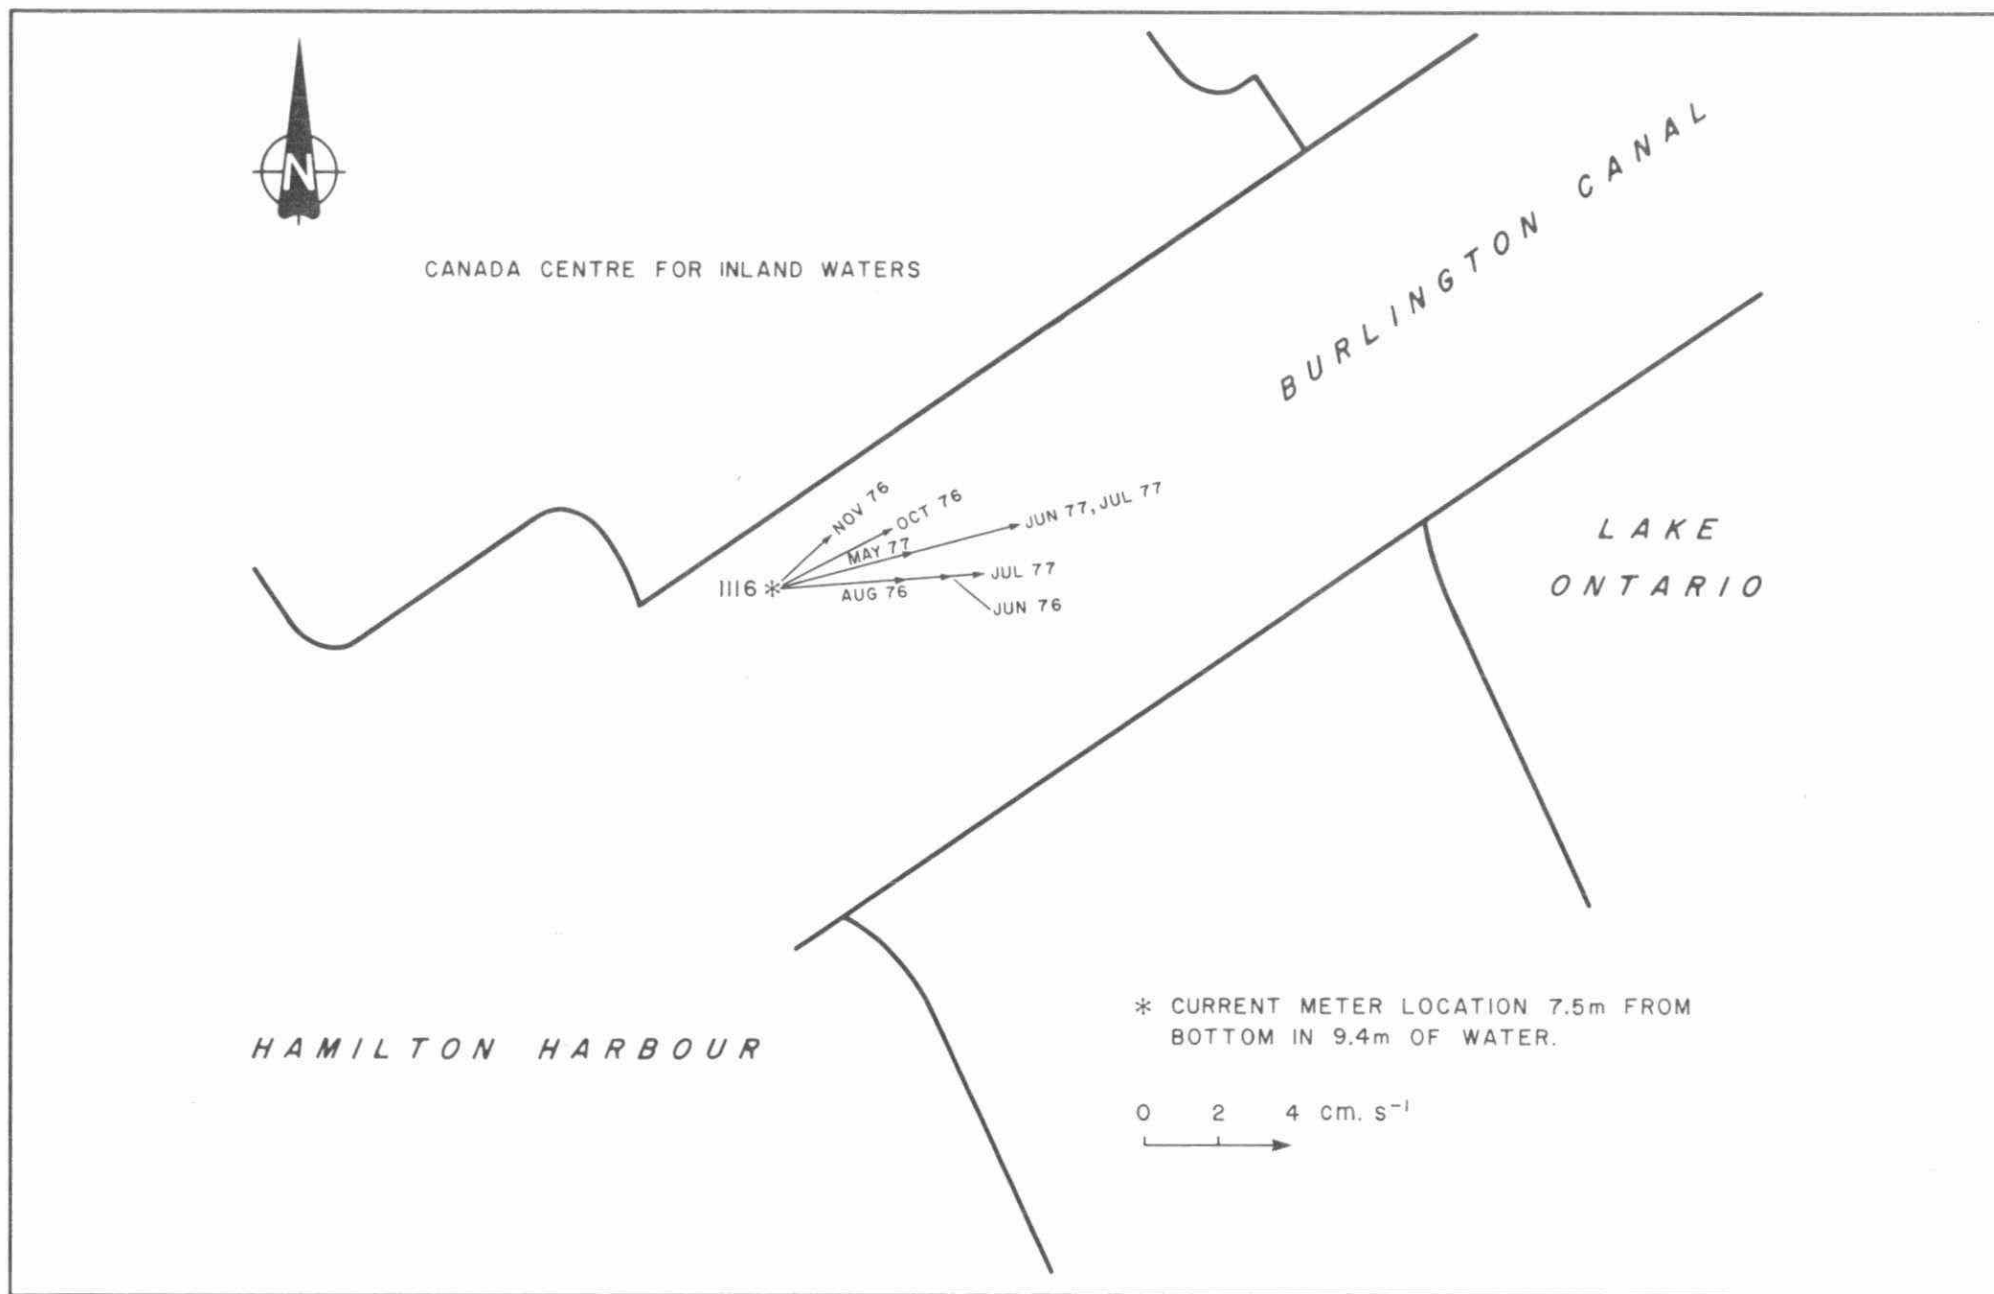 N
CANADA CENTRE FOR INLAND WATERS
BURLINGTON CANAL
NOV 76
OCT 76
JUN 77, JUL 77
MAY 77
1116 *
JUL 77
AUG 76
JUN 76
LAKE
ONTARIO
HAMILTON HARBOUR
* CURRENT METER LOCATION 7.5m FROM
BOTTOM IN 9.4m OF WATER.
0 2 4 cm. s⁻¹